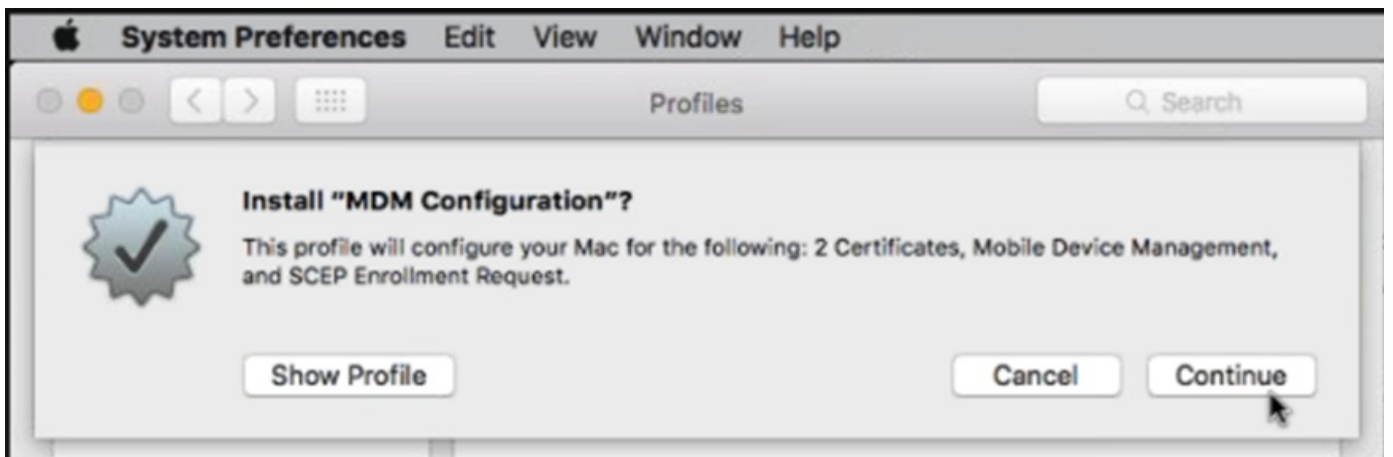 System Preferences Edit View Window Help
Profiles
Search
Install "MDM Configuration"?
This profile will configure your Mac for the following: 2 Certificates, Mobile Device Management,
and SCEP Enrollment Request.
Show Profile
Cancel
Continue